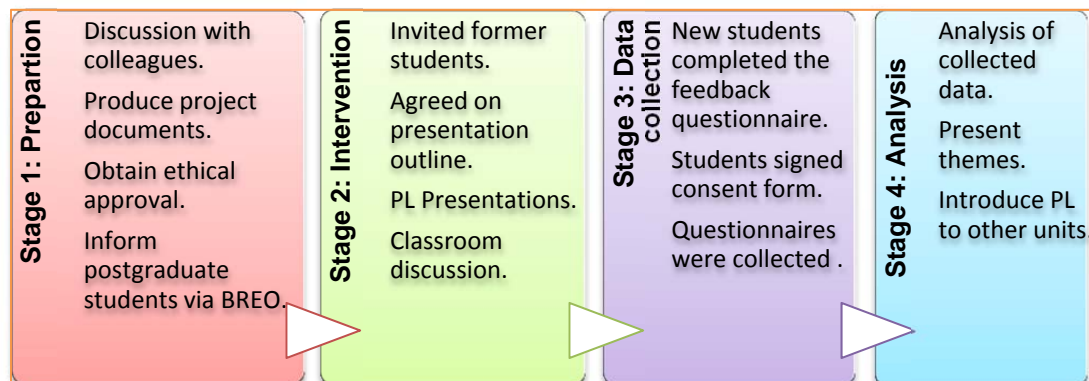 Stage 1: Prepartion
Discussion with
colleagues.
Produce project
documents.
Obtain ethical
approval.
Inform
postgraduate
students via BREO.
Stage 2: Intervention
Invited former
students.
Agreed on
presentation
outline.
PL Presentations.
Classroom
discussion.
Stage 3: Data
collection
New students
completed the
feedback
questionnaire.
Students signed
consent form.
Questionnaires
were collected .
Stage 4: Analysis
Analysis of
collected
data.
Present
themes.
Introduce PL
to other units.